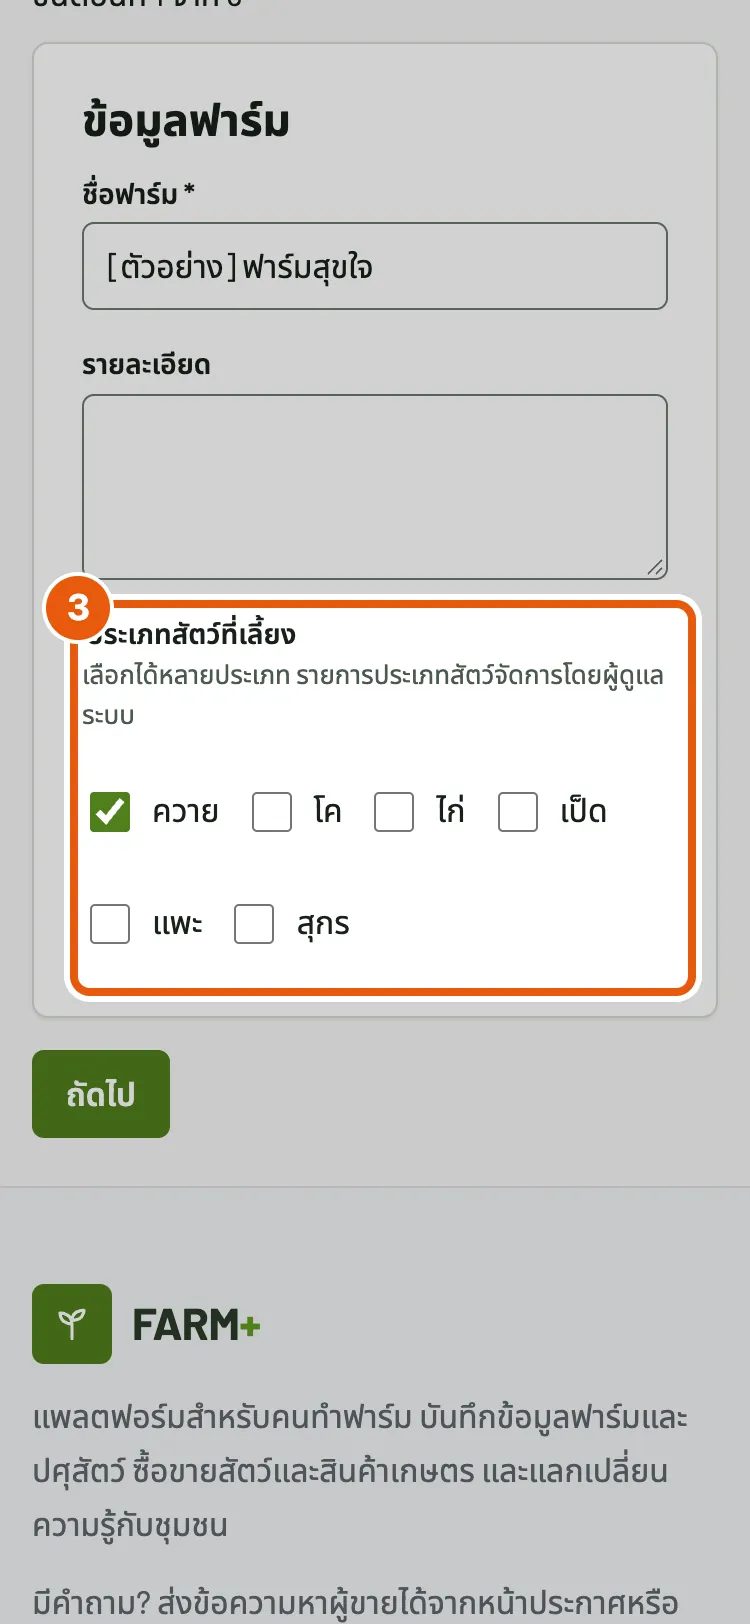 ข้อมูลฟาร์ม
ชื่อฟาร์ม *
[ตัวอย่าง] ฟาร์มสุขใจ
รายละเอียด
3
ประเภทสัตว์ที่เลี้ยง
เลือกได้หลายประเภท รายการประเภทสัตว์จัดการโดยผู้ดูแล
ระบบ
ควาย โค ไก่ เป็ด
แพะ สุกร
ถัดไป
FARM+
แพลตฟอร์มสำหรับคนทำฟาร์ม บันทึกข้อมูลฟาร์มและ
ปศุสัตว์ ซื้อขายสัตว์และสินค้าเกษตร และแลกเปลี่ยน
ความรู้กับชุมชน
มีคำถาม? ส่งข้อความหาผู้ขายได้จากหน้าประกาศหรือ